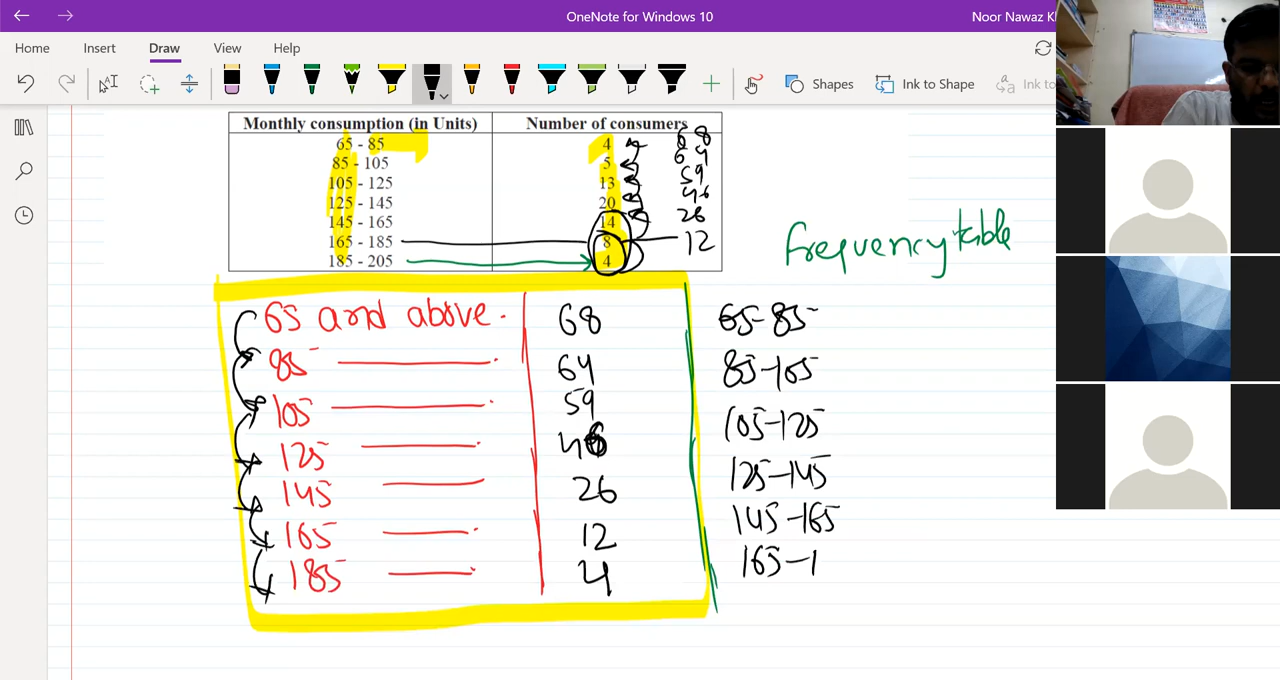 OneNote for Windows 10
Noor Nawaz
Home Insert Draw View Help
Shapes Ink to Shape Ink to
Monthly consumption (in Units) Number of consumers
65 - 85 4 68
85 - 105 5 64
105 - 125 13 59
125 - 145 20 46
145 - 165 14 26
165 - 185 8 12
185 - 205 4
frequency table
65 and above. 68 65-85
85 64 85-105
105 59 105-125
125 46 125-145
145 26 145-165
165 12 165-1
185 4